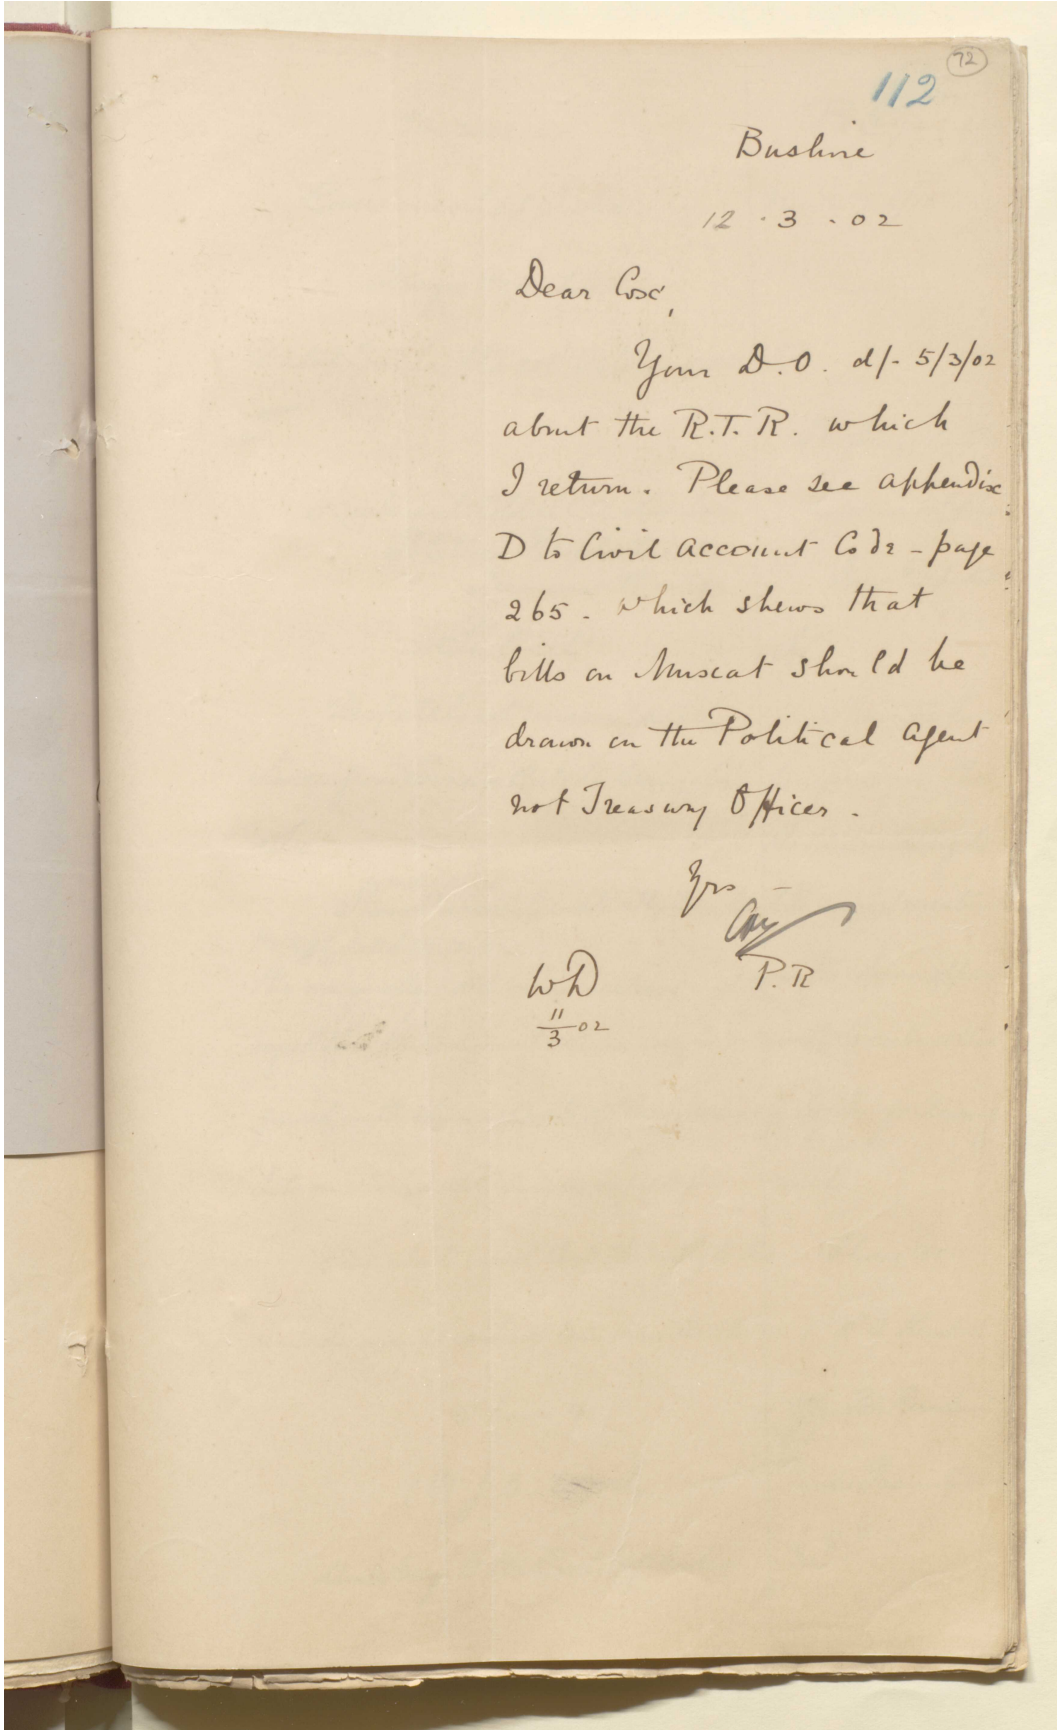 72
112
Bushire
12 . 3 . 02
Dear Cox,
Your D.O. d/- 5/3/02
about the R.T.R. which
I return. Please see appendix
D to Civil Account Code - page
265 - which shews that
bills on Muscat should be
drawn on the Political Agent
not Treasury Officer.
Yrs
P.R
WD
11
3 02